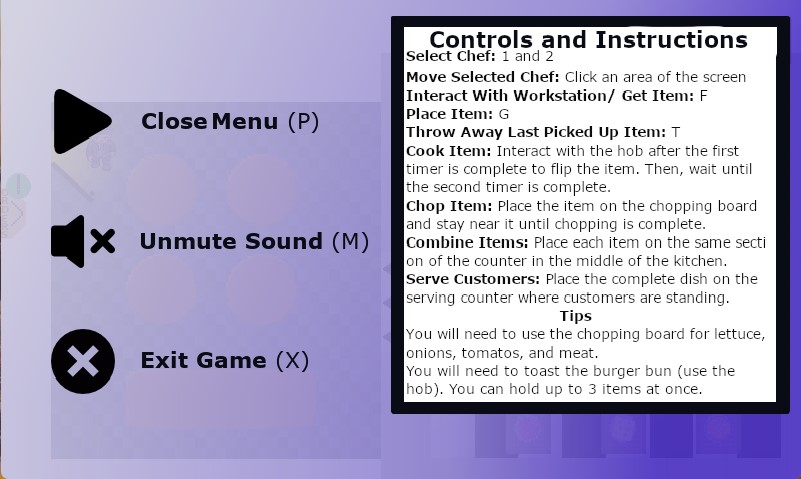 Close Menu (P)
Unmute Sound (M)
Exit Game (X)
Controls and Instructions
Select Chef: 1 and 2
Move Selected Chef: Click an area of the screen
Interact With Workstation/ Get Item: F
Place Item: G
Throw Away Last Picked Up Item: T
Cook Item: Interact with the hob after the first
timer is complete to flip the item. Then, wait until
the second timer is complete.
Chop Item: Place the item on the chopping board
and stay near it until chopping is complete.
Combine Items: Place each item on the same secti
on of the counter in the middle of the kitchen.
Serve Customers: Place the complete dish on the
serving counter where customers are standing.
Tips
You will need to use the chopping board for lettuce,
onions, tomatos, and meat.
You will need to toast the burger bun (use the
hob). You can hold up to 3 items at once.